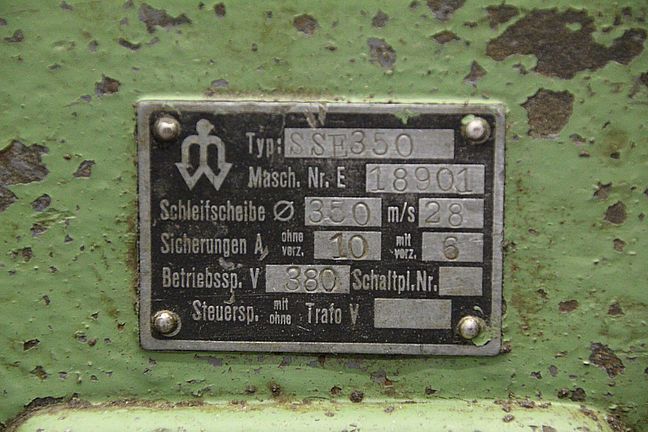 Typ: SSE350
Masch. Nr. E 18901
Schleifscheibe Ø 350 m/s 28
Sicherungen A ohne verz. 10 mit verz. 6
Betriebssp. V 380 Schaltpl.Nr.
Steuersp. mit ohne Trafo V